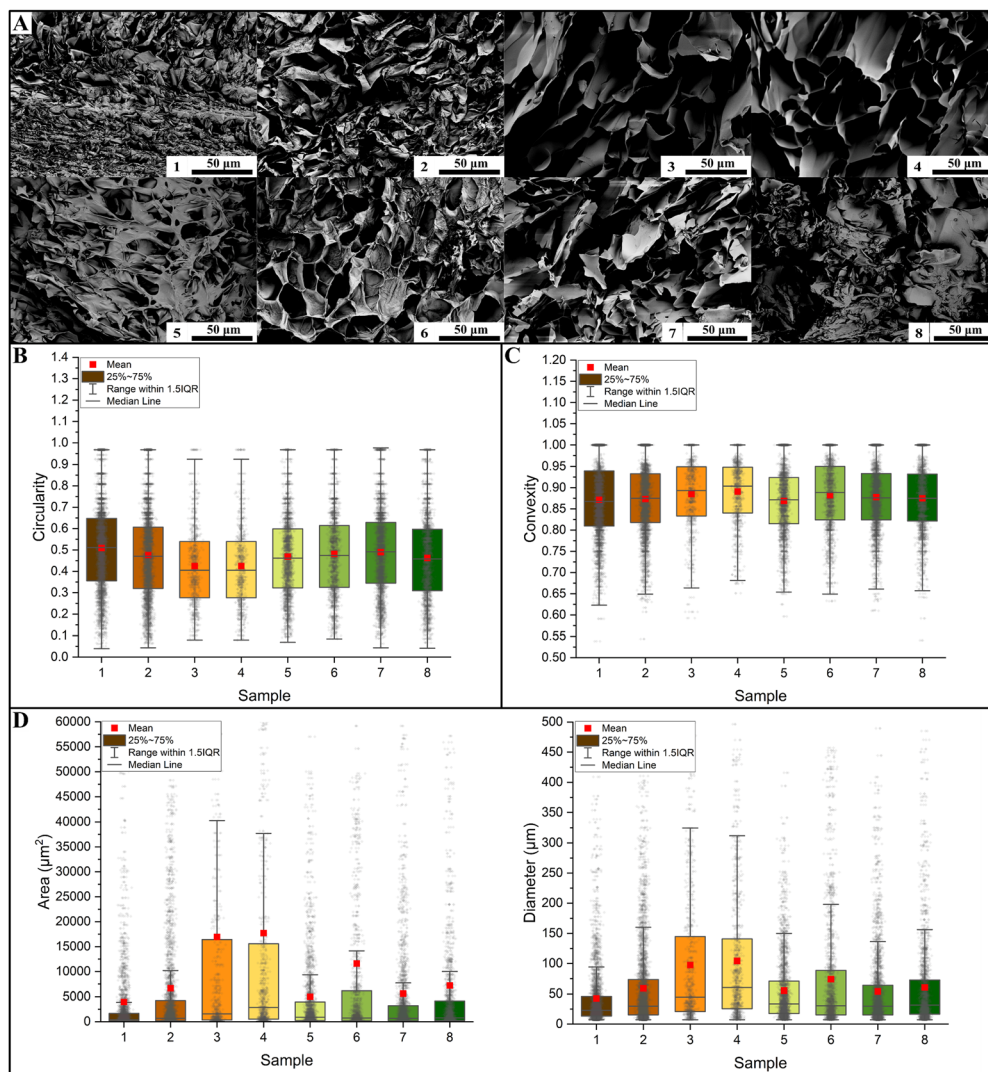 A
1
50 µm
2
50 µm
3
50 µm
4
50 µm
5
50 µm
6
50 µm
7
50 µm
8
50 µm
B
Mean
25%~75%
Range within 1.5IQR
Median Line
1.4
1.3
1.2
1.1
1.0
0.9
0.8
0.7
0.6
0.5
0.4
0.3
0.2
0.1
0.0
Circularity
1 2 3 4 5 6 7 8
Sample
C
Mean
25%~75%
Range within 1.5IQR
Median Line
1.20
1.15
1.10
1.05
1.00
0.95
0.90
0.85
0.80
0.75
0.70
0.65
0.60
0.55
0.50
Convexity
1 2 3 4 5 6 7 8
Sample
D
Mean
25%~75%
Range within 1.5IQR
Median Line
60000
55000
50000
45000
40000
35000
30000
25000
20000
15000
10000
5000
0
Area (µm²)
1 2 3 4 5 6 7 8
Sample
Mean
25%~75%
Range within 1.5IQR
Median Line
500
450
400
350
300
250
200
150
100
50
0
Diameter (µm)
1 2 3 4 5 6 7 8
Sample